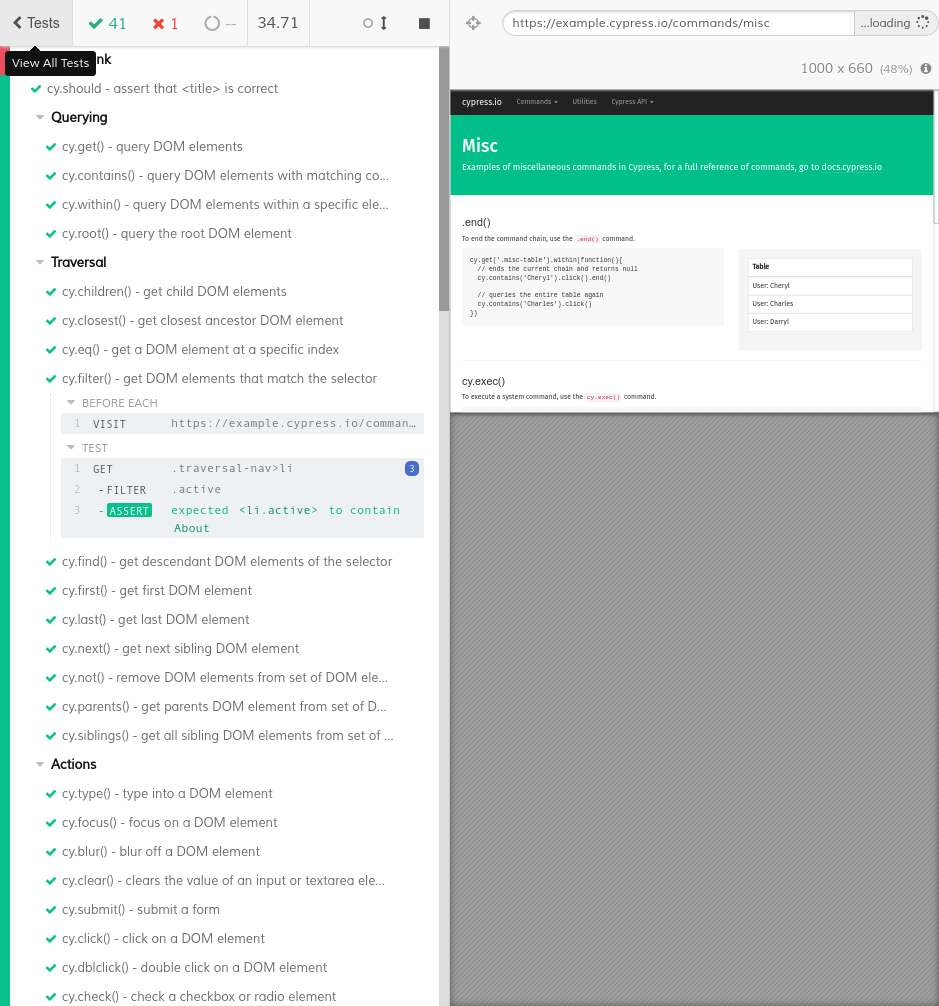 Tests
41
1
--
34.71
View All Tests
nk
cy.should - assert that <title> is correct
Querying
cy.get() - query DOM elements
cy.contains() - query DOM elements with matching co...
cy.within() - query DOM elements within a specific ele...
cy.root() - query the root DOM element
Traversal
cy.children() - get child DOM elements
cy.closest() - get closest ancestor DOM element
cy.eq() - get a DOM element at a specific index
cy.filter() - get DOM elements that match the selector
BEFORE EACH
1 VISIT https://example.cypress.io/comman…
TEST
1 GET .traversal-nav>li 3
2 -FILTER .active
3 -ASSERT expected <li.active> to contain
About
cy.find() - get descendant DOM elements of the selector
cy.first() - get first DOM element
cy.last() - get last DOM element
cy.next() - get next sibling DOM element
cy.not() - remove DOM elements from set of DOM ele...
cy.parents() - get parents DOM element from set of D...
cy.siblings() - get all sibling DOM elements from set of ...
Actions
cy.type() - type into a DOM element
cy.focus() - focus on a DOM element
cy.blur() - blur off a DOM element
cy.clear() - clears the value of an input or textarea ele...
cy.submit() - submit a form
cy.click() - click on a DOM element
cy.dblclick() - double click on a DOM element
cy.check() - check a checkbox or radio element
https://example.cypress.io/commands/misc
...loading
1000 x 660 (48%)
cypress.io Commands Utilities Cypress API
Misc
Examples of miscellaneous commands in Cypress, for a full reference of commands, go to docs.cypress.io
.end()
To end the command chain, use the .end() command.
cy.get('.misc-table').within(function(){
// ends the current chain and returns null
cy.contains('Cheryl').click().end()
// queries the entire table again
cy.contains('Charles').click()
})
Table
User: Cheryl
User: Charles
User: Darryl
cy.exec()
To execute a system command, use the cy.exec() command.